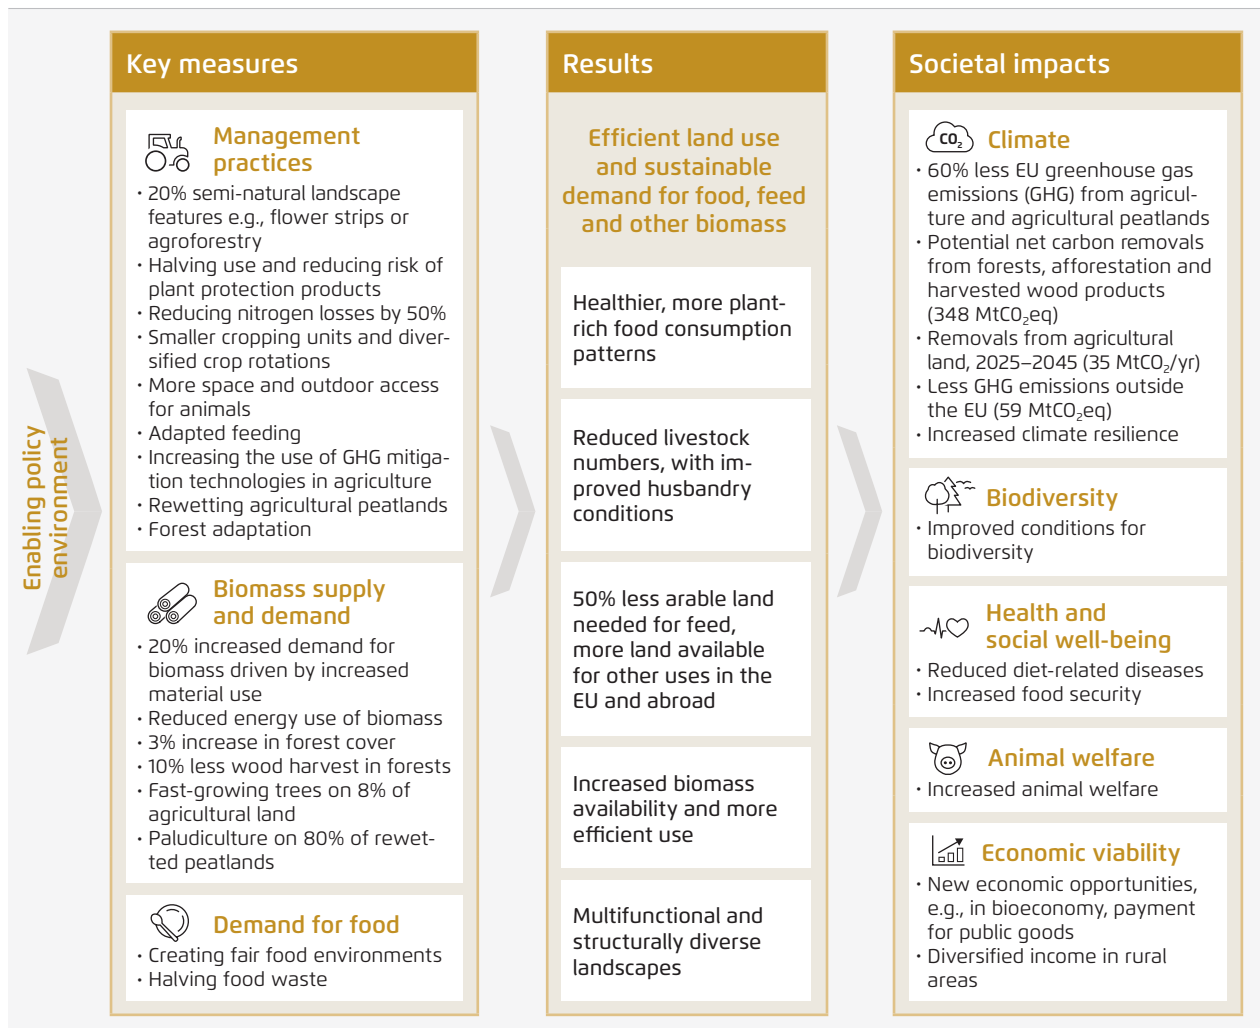 Enabling policy
environment
Key measures
Management
practices
· 20% semi-natural landscape
features e.g., flower strips or
agroforestry
· Halving use and reducing risk of
plant protection products
· Reducing nitrogen losses by 50%
· Smaller cropping units and diver-
sified crop rotations
· More space and outdoor access
for animals
· Adapted feeding
· Increasing the use of GHG mitiga-
tion technologies in agriculture
· Rewetting agricultural peatlands
· Forest adaptation
Biomass supply
and demand
· 20% increased demand for
biomass driven by increased
material use
· Reduced energy use of biomass
· 3% increase in forest cover
· 10% less wood harvest in forests
· Fast-growing trees on 8% of
agricultural land
· Paludiculture on 80% of rewet-
ted peatlands
Demand for food
· Creating fair food environments
· Halving food waste
Results
Efficient land use
and sustainable
demand for food, feed
and other biomass
Healthier, more plant-
rich food consumption
patterns
Reduced livestock
numbers, with im-
proved husbandry
conditions
50% less arable land
needed for feed,
more land available
for other uses in the
EU and abroad
Increased biomass
availability and more
efficient use
Multifunctional and
structurally diverse
landscapes
Societal impacts
CO₂
Climate
· 60% less EU greenhouse gas
emissions (GHG) from agricul-
ture and agricultural peatlands
· Potential net carbon removals
from forests, afforestation and
harvested wood products
(348 MtCO₂eq)
· Removals from agricultural
land, 2025–2045 (35 MtCO₂/yr)
· Less GHG emissions outside
the EU (59 MtCO₂eq)
· Increased climate resilience
Biodiversity
· Improved conditions for
biodiversity
Health and
social well-being
· Reduced diet-related diseases
· Increased food security
Animal welfare
· Increased animal welfare
Economic viability
· New economic opportunities,
e.g., in bioeconomy, payment
for public goods
· Diversified income in rural
areas